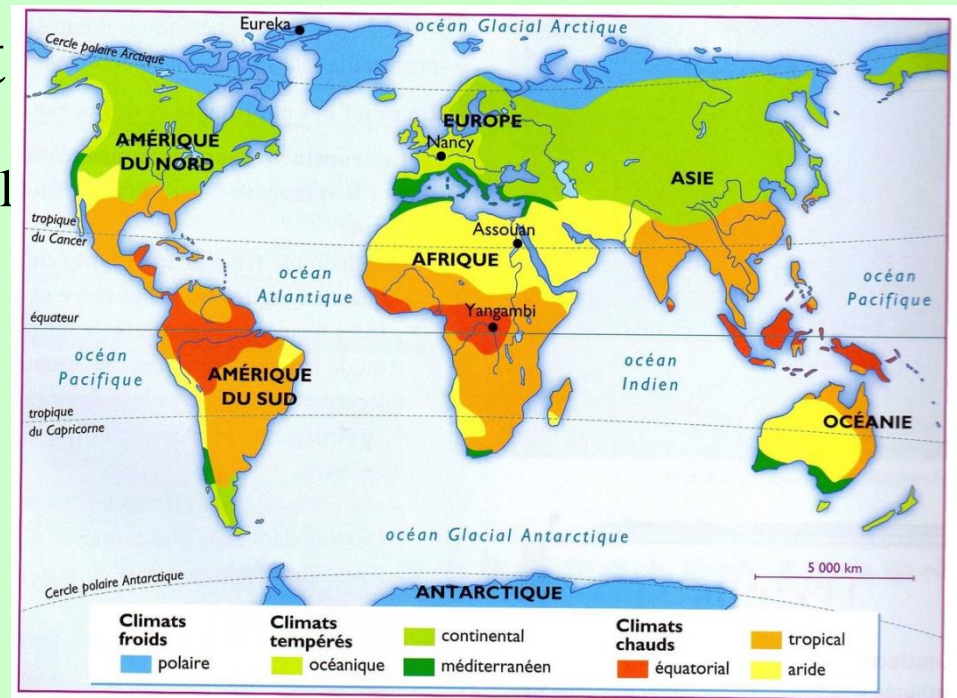 Eureka
océan Glacial Arctique
Cercle polaire Arctique
AMÉRIQUE
DU NORD
EUROPE
Nancy
ASIE
tropique
du Cancer
Assouan
AFRIQUE
océan
Atlantique
océan
Pacifique
équateur
Yangambi
océan
Pacifique
AMÉRIQUE
DU SUD
océan
Indien
tropique
du Capricorne
OCÉANIE
océan Glacial Antarctique
Cercle polaire Antarctique
ANTARCTIQUE
5 000 km
Climats
froids
polaire
Climats
tempérés
océanique
continental
méditerranéen
Climats
chauds
équatorial
tropical
aride